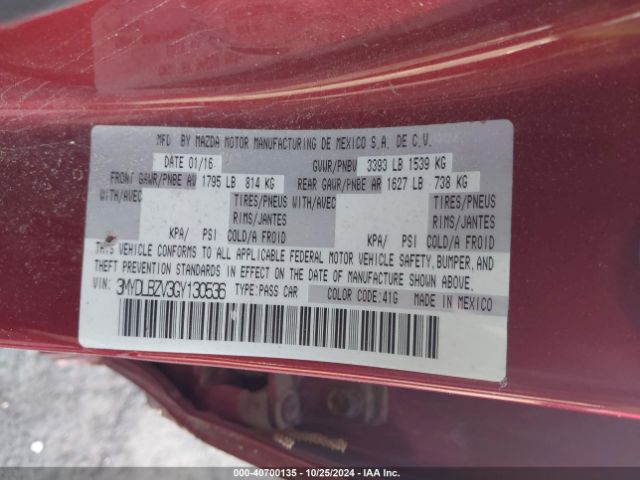 MFD BY MAZDA MOTOR MANUFACTURING DE MEXICO S.A. DE C.V.
DATE 01/16 GVWR/PNBV 3393 LB 1539 KG
FRONT GAWR/PNBE AV 1795 LB 814 KG REAR GAWR/PNBE AR 1627 LB 738 KG
WITH/AVEC TIRES/PNEUS WITH/AVEC TIRES/PNEUS
RIMS/JANTES RIMS/JANTES
KPA/ PSI COLD/A FROID KPA/ PSI COLD/A FROID
THIS VEHICLE CONFORMS TO ALL APPLICABLE FEDERAL MOTOR VEHICLE SAFETY, BUMPER, AND
THEFT PREVENTION STANDARDS IN EFFECT ON THE DATE OF MANUFACTURE SHOWN ABOVE.
VIN: 3MYDLBZV3GY130536 TYPE:PASS CAR COLOR CODE:41G MADE IN MEXICO
000-40700135 - 10/25/2024 - IAA Inc.